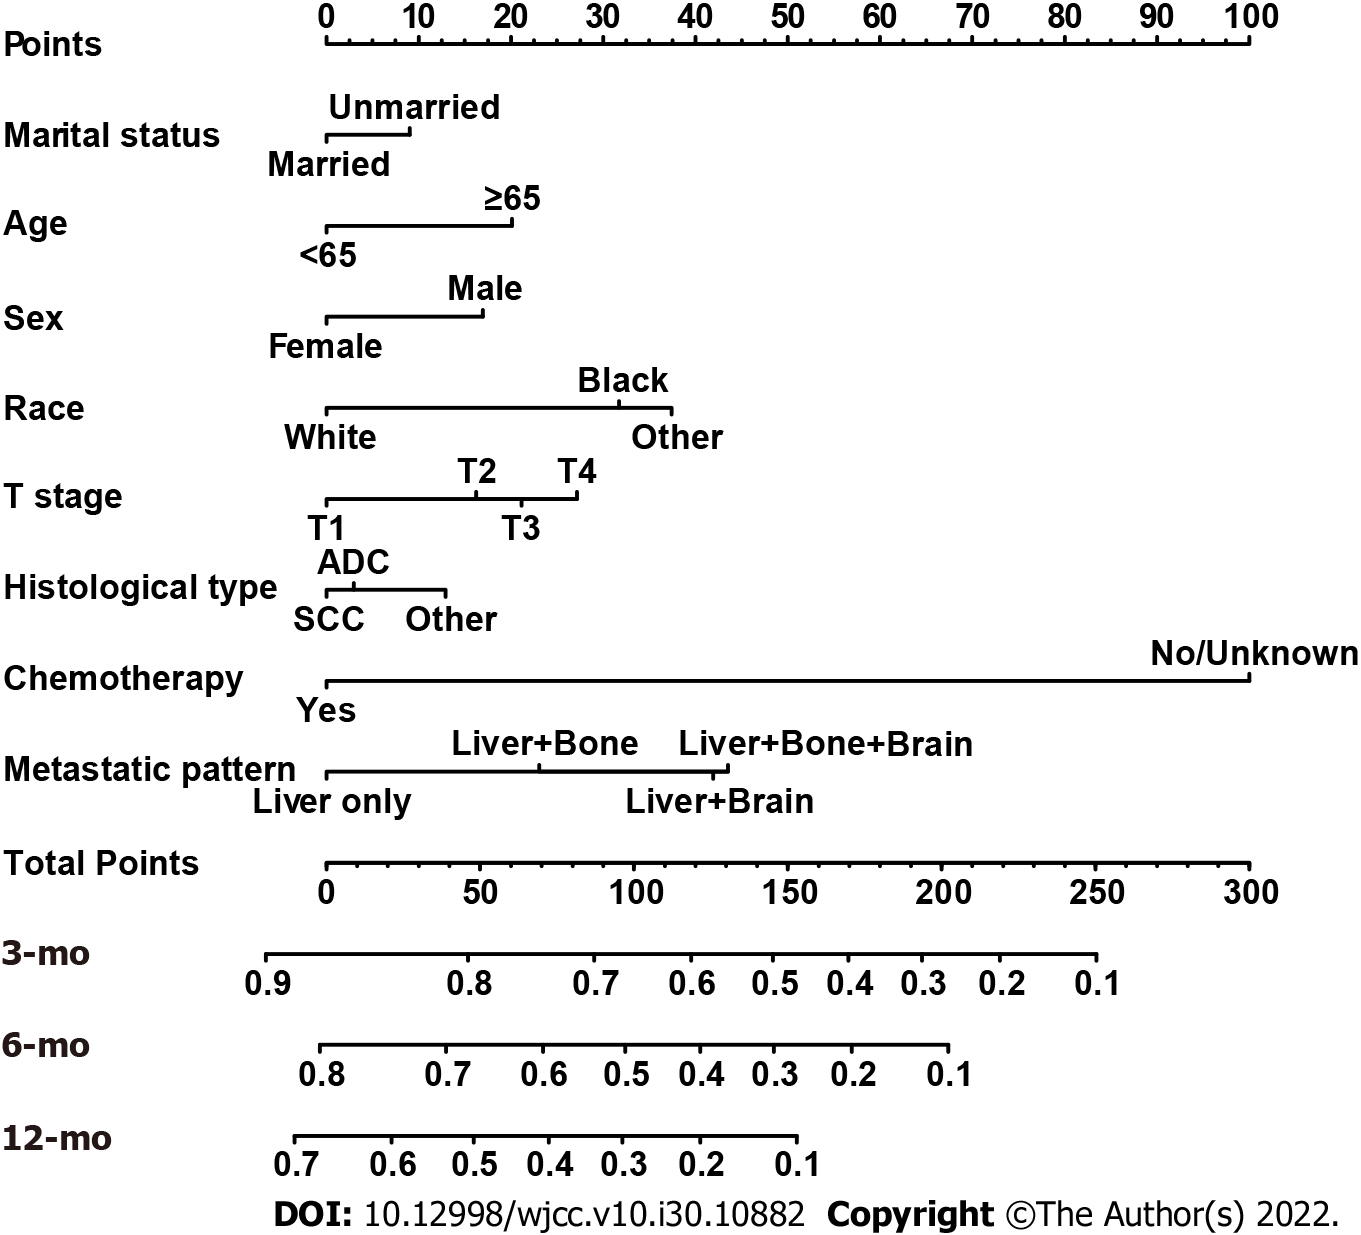 0 10 20 30 40 50 60 70 80 90 100
Points
Unmarried
Marital status
Married
≥65
Age
<65
Male
Sex
Female
Black
Race
White Other
T2 T4
T stage
T1 T3
ADC
Histological type
SCC Other
No/Unknown
Chemotherapy
Yes
Liver+Bone Liver+Bone+Brain
Metastatic pattern
Liver only Liver+Brain
Total Points
0 50 100 150 200 250 300
3-mo
0.9 0.8 0.7 0.6 0.5 0.4 0.3 0.2 0.1
6-mo
0.8 0.7 0.6 0.5 0.4 0.3 0.2 0.1
12-mo
0.7 0.6 0.5 0.4 0.3 0.2 0.1
DOI: 10.12998/wjcc.v10.i30.10882 Copyright ©The Author(s) 2022.